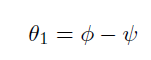 θ₁ = ϕ − ψ